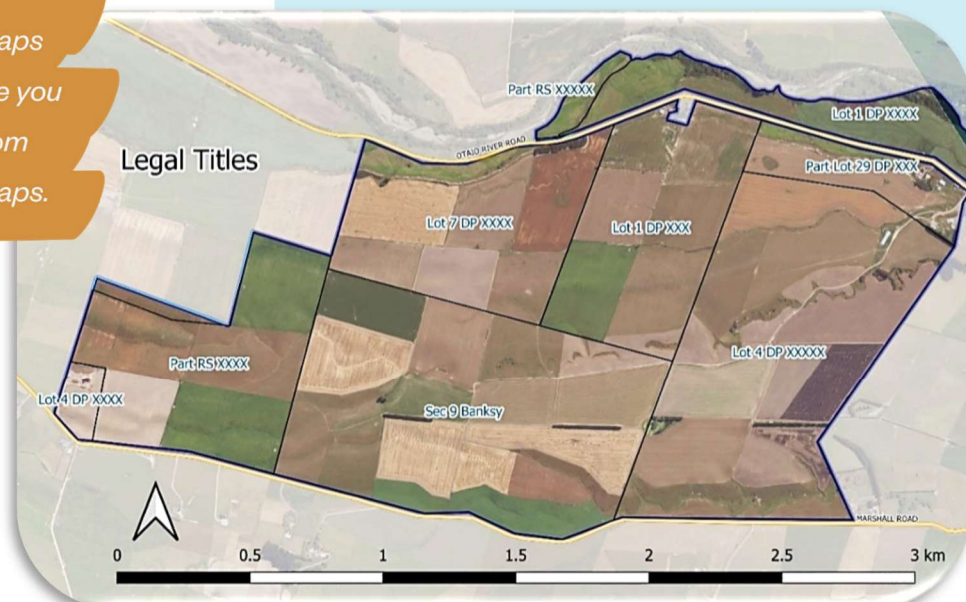 aps
e you
om
aps.
Legal Titles
Part RS XXXXX
Lot 1 DP XXXX
OTAIO RIVER ROAD
Part Lot 29 DP XXX
Lot 7 DP XXXX
Lot 1 DP XXX
Part RS XXXX
Lot 4 DP XXXXX
Lot 4 DP XXXX
Sec 9 Banksy
MARSHALL ROAD
0 0.5 1 1.5 2 2.5 3 km